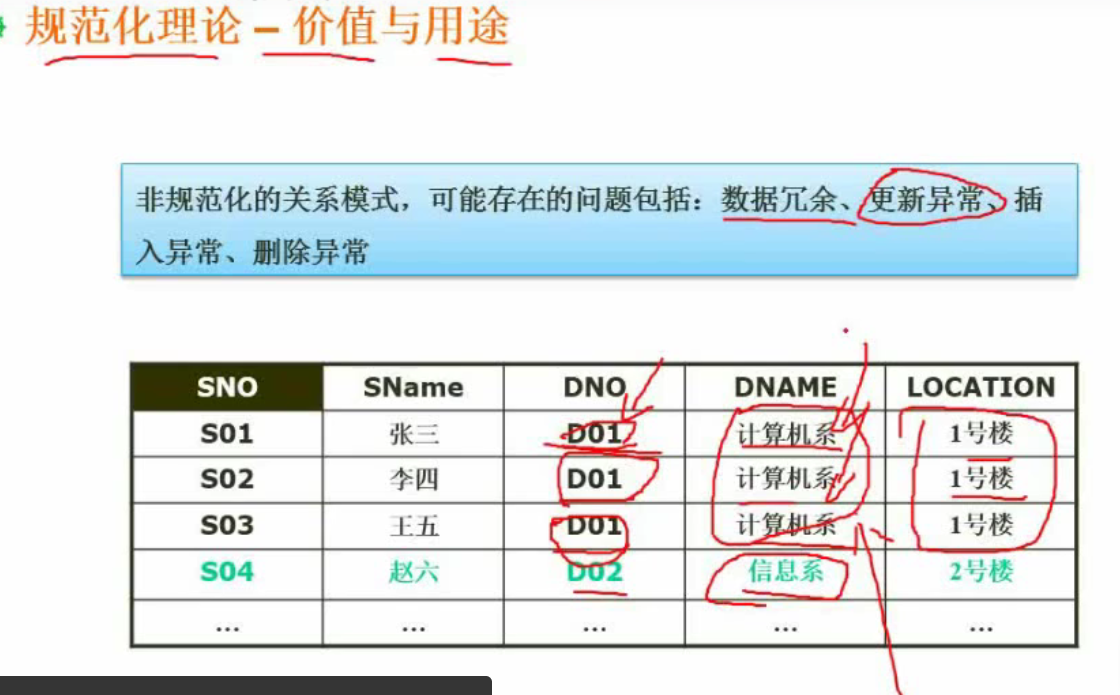 规范化理论 – 价值与用途
非规范化的关系模式，可能存在的问题包括：数据冗余、更新异常、插
入异常、删除异常
SNO SName DNO DNAME LOCATION
S01 张三 D01 计算机系 1号楼
S02 李四 D01 计算机系 1号楼
S03 王五 D01 计算机系 1号楼
S04 赵六 D02 信息系 2号楼
... ... ... ... ...